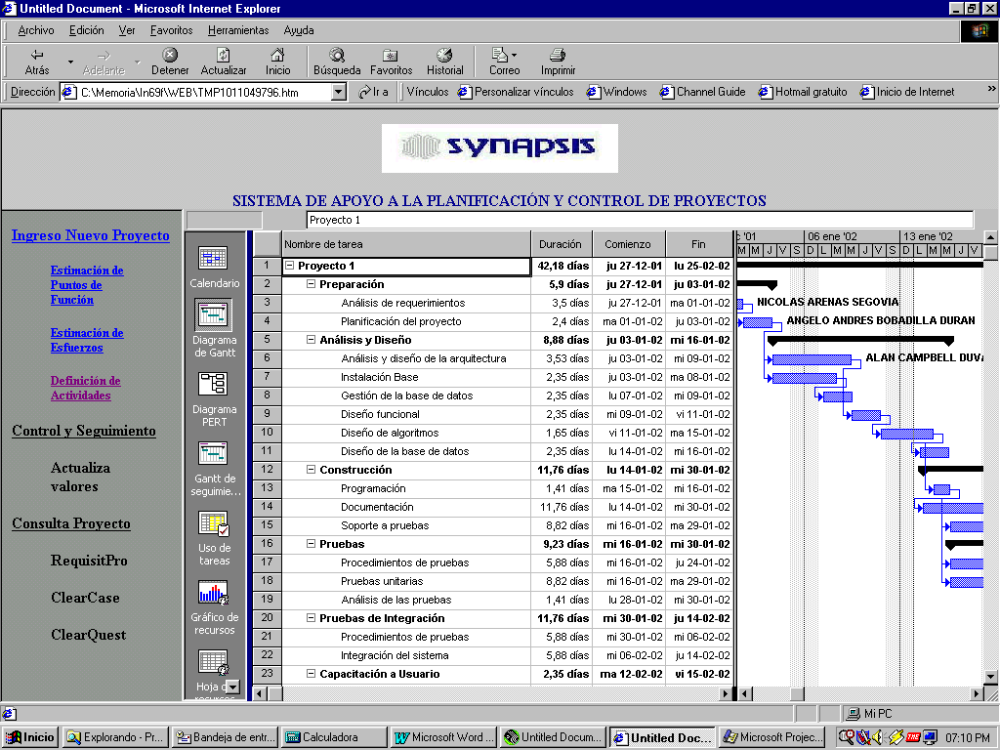 Untitled Document - Microsoft Internet Explorer
Archivo Edición Ver Favoritos Herramientas Ayuda
Atrás Adelante Detener Actualizar Inicio Búsqueda Favoritos Historial Correo Imprimir
Dirección C:\Memoria\In69f\WEB\TMP1011049796.htm Ir a Vínculos Personalizar vínculos Windows Channel Guide Hotmail gratuito Inicio de Internet »
SYNAPSIS
SISTEMA DE APOYO A LA PLANIFICACIÓN Y CONTROL DE PROYECTOS
Ingreso Nuevo Proyecto
Estimación de
Puntos de
Función
Estimación de
Esfuerzos
Definición de
Actividades
Control y Seguimiento
Actualiza
valores
Consulta Proyecto
RequisitPro
ClearCase
ClearQuest
Calendario
Diagrama
de Gantt
Diagrama
PERT
Gantt de
seguimie...
Uso de
tareas
Gráfico de
recursos
Hoja d
Proyecto 1
Nombre de tarea Duración Comienzo Fin c '01 06 ene '02 13 ene '02
M M J V S D L M M J V S D L M M J V
1 Proyecto 1 42,18 días ju 27-12-01 lu 25-02-02
2 Preparación 5,9 días ju 27-12-01 ju 03-01-02
3 Análisis de requerimientos 3,5 días ju 27-12-01 ma 01-01-02 NICOLAS ARENAS SEGOVIA
4 Planificación del proyecto 2,4 días ma 01-01-02 ju 03-01-02 ANGELO ANDRES BOBADILLA DURAN
5 Análisis y Diseño 8,88 días ju 03-01-02 mi 16-01-02
6 Análisis y diseño de la arquitectura 3,53 días ju 03-01-02 mi 09-01-02 ALAN CAMPBELL DUVA
7 Instalación Base 2,35 días ju 03-01-02 ma 08-01-02
8 Gestión de la base de datos 2,35 días lu 07-01-02 mi 09-01-02
9 Diseño funcional 2,35 días mi 09-01-02 vi 11-01-02
10 Diseño de algoritmos 1,65 días vi 11-01-02 ma 15-01-02
11 Diseño de la base de datos 2,35 días lu 14-01-02 mi 16-01-02
12 Construcción 11,76 días lu 14-01-02 mi 30-01-02
13 Programación 1,41 días ma 15-01-02 mi 16-01-02
14 Documentación 11,76 días lu 14-01-02 mi 30-01-02
15 Soporte a pruebas 8,82 días mi 16-01-02 ma 29-01-02
16 Pruebas 9,23 días mi 16-01-02 mi 30-01-02
17 Procedimientos de pruebas 5,88 días mi 16-01-02 ju 24-01-02
18 Pruebas unitarias 8,82 días mi 16-01-02 ma 29-01-02
19 Análisis de las pruebas 1,41 días lu 28-01-02 mi 30-01-02
20 Pruebas de Integración 11,76 días mi 30-01-02 ju 14-02-02
21 Procedimientos de pruebas 5,88 días mi 30-01-02 mi 06-02-02
22 Integración del sistema 5,88 días mi 06-02-02 ju 14-02-02
23 Capacitación a Usuario 2,35 días ma 12-02-02 vi 15-02-02
Mi PC
Inicio Explorando - Pr... Bandeja de entr... Calculadora Microsoft Word ... Untitled Docum... Untitled Doc... Microsoft Projec... 07:10 PM